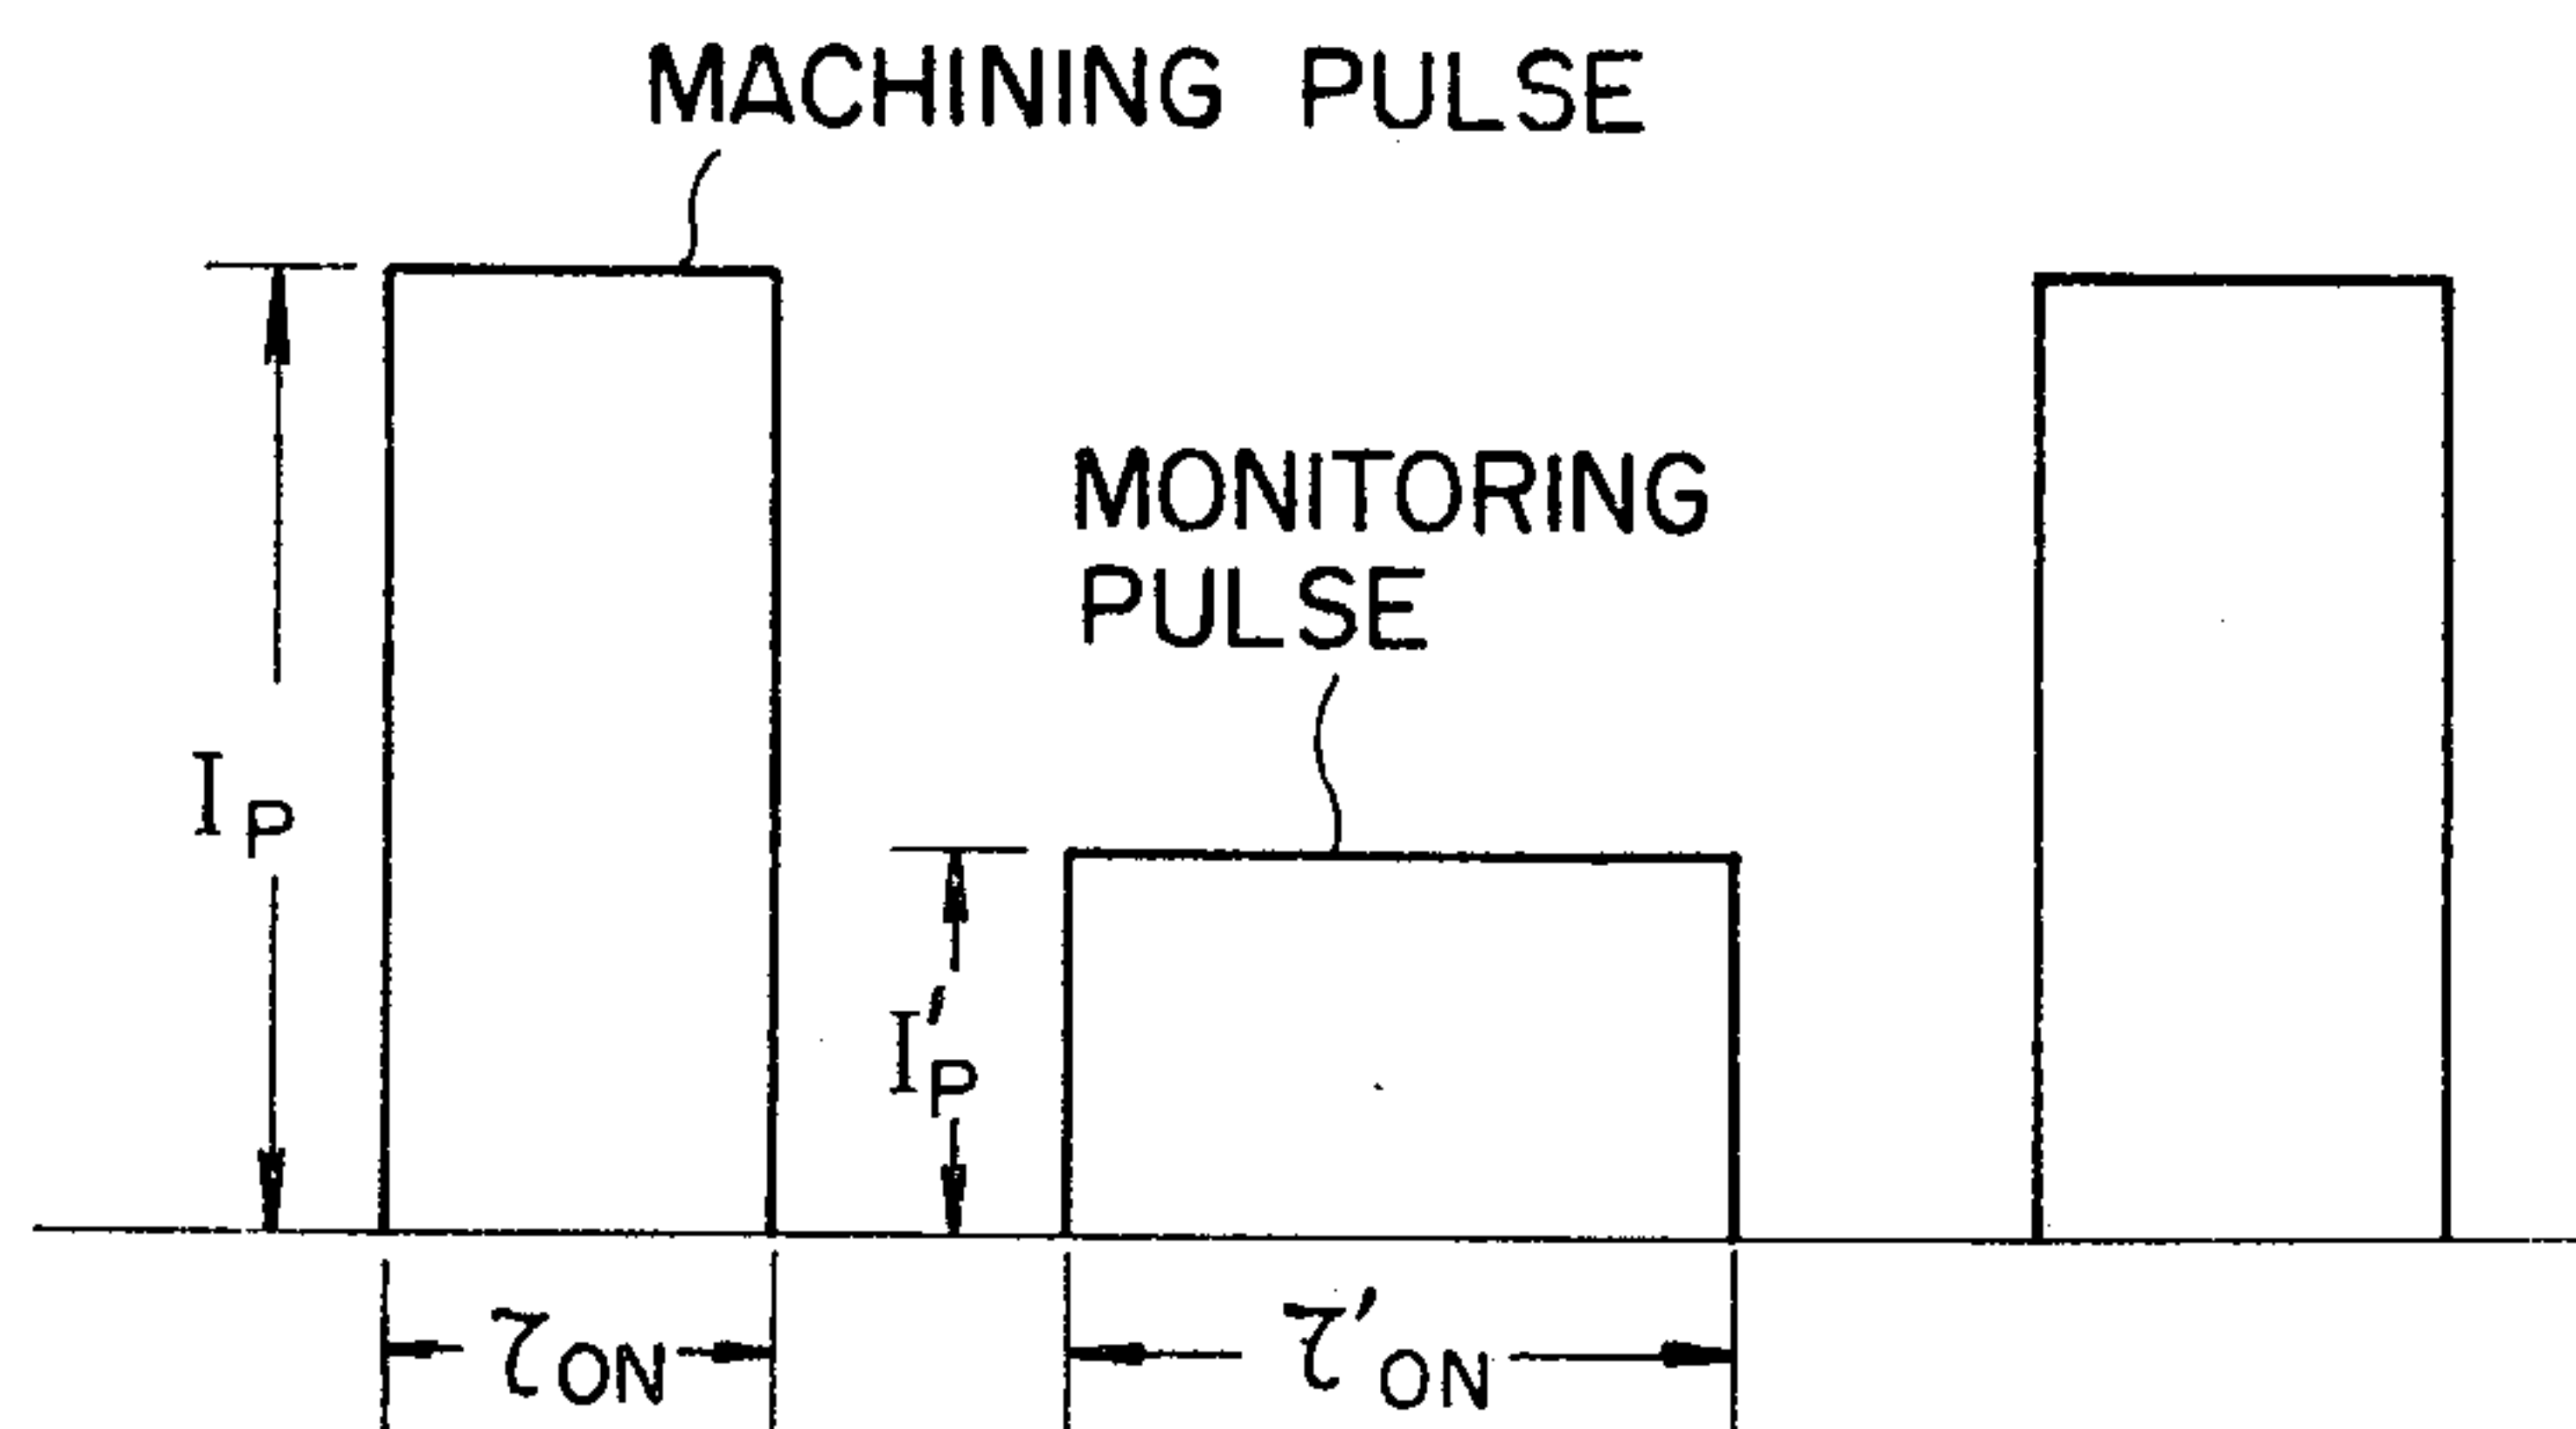 MACHINING PULSE
MONITORING
PULSE
IP
I'P
τON
τ'ON